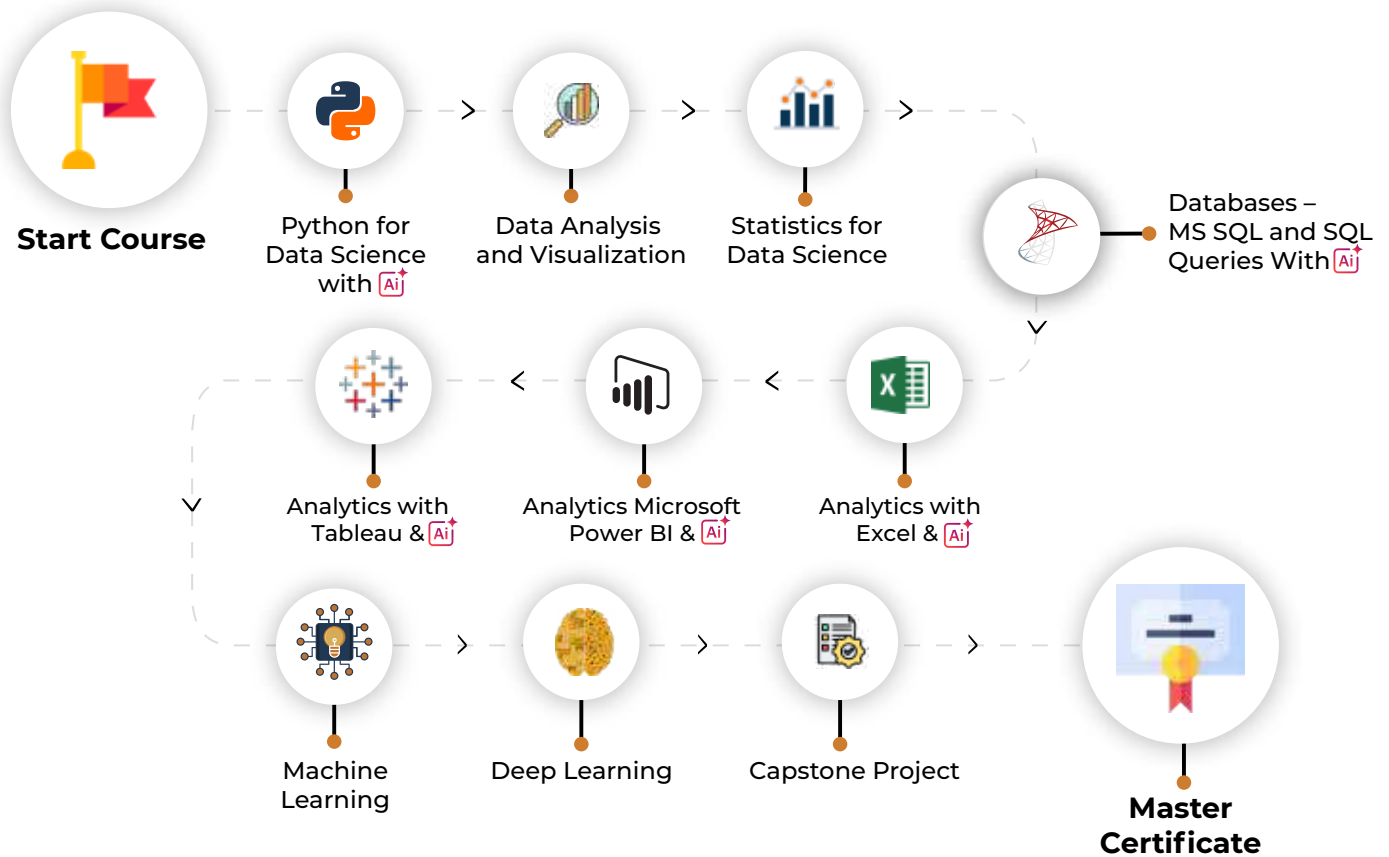 Start Course
Python for
Data Science
with Ai
Data Analysis
and Visualization
Statistics for
Data Science
Databases –
MS SQL and SQL
Queries With Ai
X
Analytics with
Excel & Ai
Analytics Microsoft
Power BI & Ai
Analytics with
Tableau & Ai
Machine
Learning
Deep Learning
Capstone Project
Master
Certificate